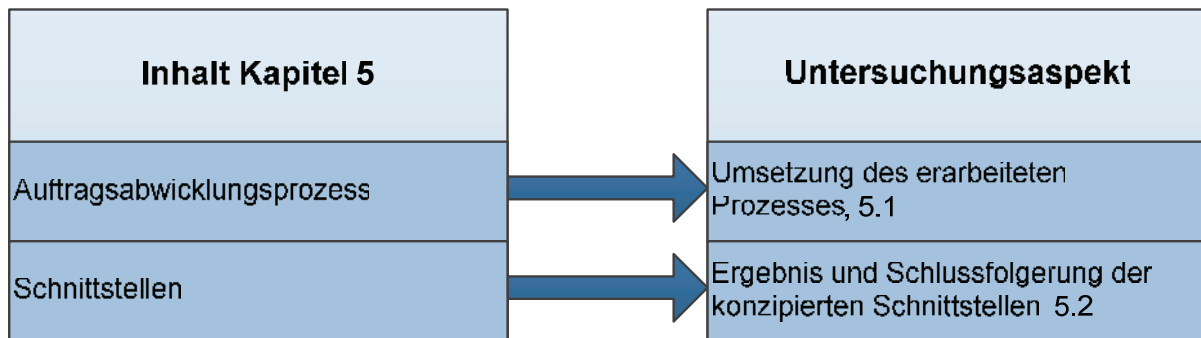 Inhalt Kapitel 5
Untersuchungsaspekt
Auftragsabwicklungsprozess
Umsetzung des erarbeiteten
Prozesses, 5.1
Schnittstellen
Ergebnis und Schlussfolgerung der
konzipierten Schnittstellen 5.2